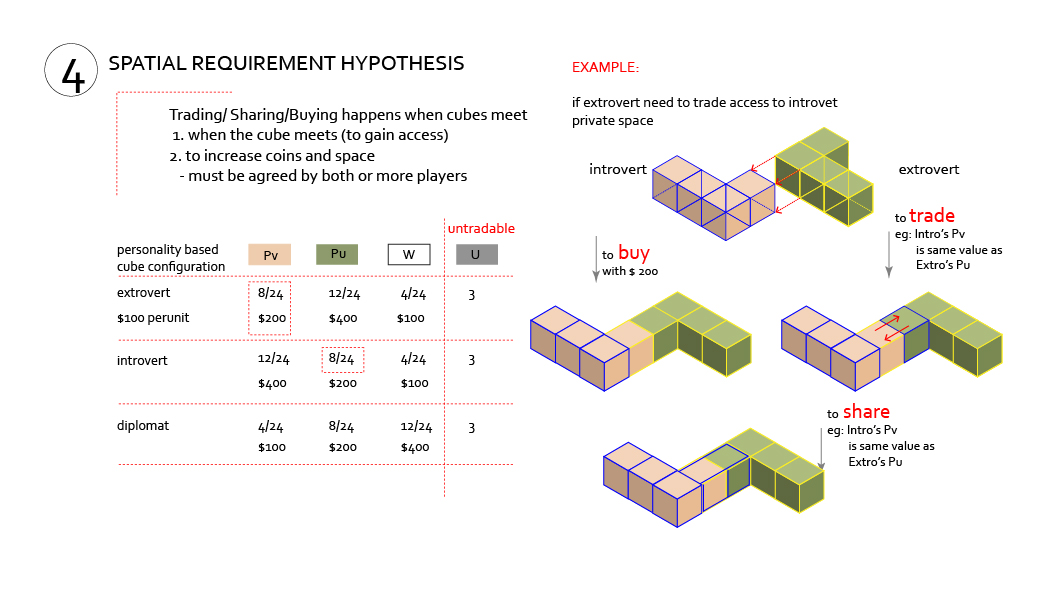 4
SPATIAL REQUIREMENT HYPOTHESIS
Trading/ Sharing/Buying happens when cubes meet
1. when the cube meets (to gain access)
2. to increase coins and space
- must be agreed by both or more players
untradable
personality based
cube configuration
Pv Pu W U
extrovert 8/24 12/24 4/24 3
$100 perunit $200 $400 $100
introvert 12/24 8/24 4/24 3
$400 $200 $100
diplomat 4/24 8/24 12/24 3
$100 $200 $400
EXAMPLE:
if extrovert need to trade access to introvet
private space
introvert
extrovert
to buy
with $ 200
to trade
eg: Intro's Pv
is same value as
Extro's Pu
to share
eg: Intro's Pv
is same value as
Extro's Pu